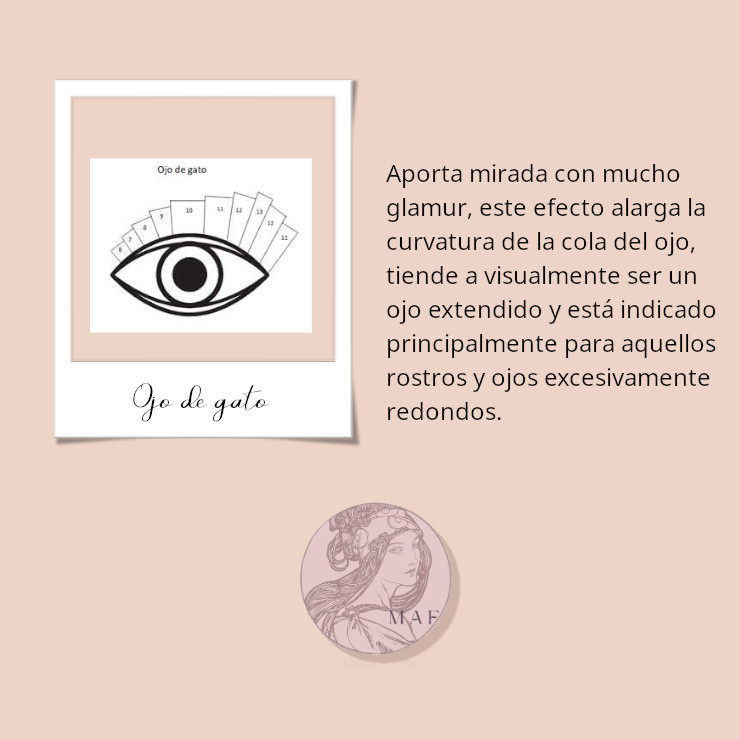 Ojo de gato
6 7 8 9 10 11 12 13 12 11
Ojo de gato
Aporta mirada con mucho
glamur, este efecto alarga la
curvatura de la cola del ojo,
tiende a visualmente ser un
ojo extendido y está indicado
principalmente para aquellos
rostros y ojos excesivamente
redondos.
MAE